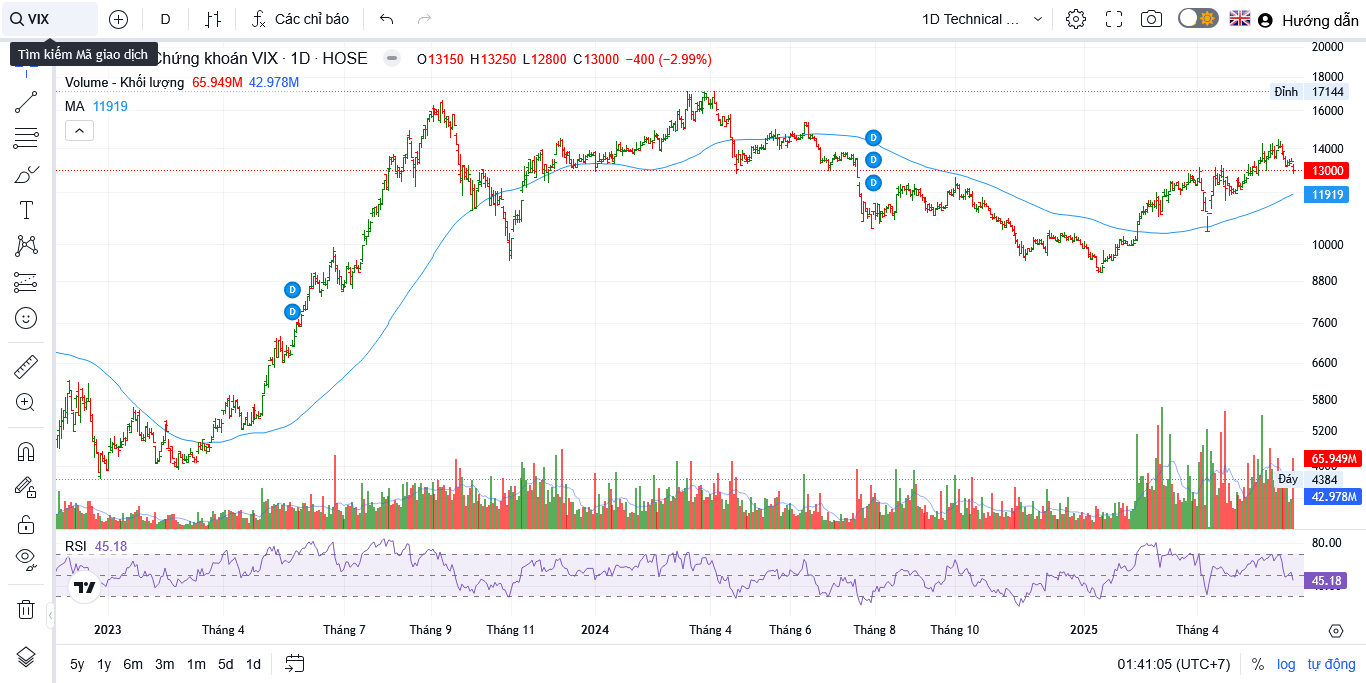 VIX
D
Các chỉ báo
1D Technical ...
Hướng dẫn
Tìm kiếm Mã giao dịch
Chứng khoán VIX · 1D · HOSE
O13150 H13250 L12800 C13000 −400 (−2.99%)
Volume - Khối lượng 65.949M 42.978M
MA 11919
20000
18000
Đỉnh 17144
16000
14000
13000
11919
10000
8800
7600
6600
5800
5200
65.949M
Đáy 4384
42.978M
D
D
D
D
D
RSI 45.18
80.00
45.18
2023
Tháng 4
Tháng 7
Tháng 9
Tháng 11
2024
Tháng 4
Tháng 6
Tháng 8
Tháng 10
2025
Tháng 4
5y 1y 6m 3m 1m 5d 1d
01:41:05 (UTC+7) % log tự động